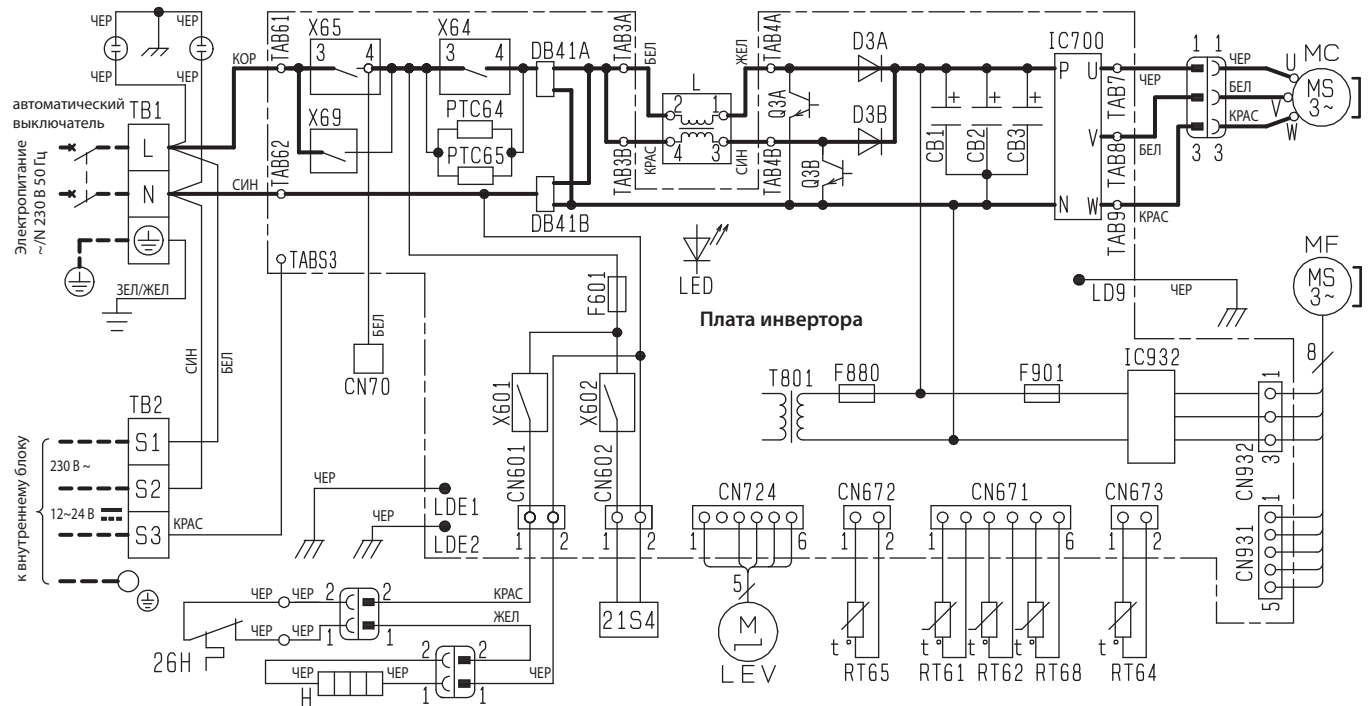 ЧЕР ЧЕР
ЧЕР ЧЕР
автоматический
выключатель
Электропитание
~/N 230 В 50 Гц
TB1
L
N
ЗЕЛ/ЖЕЛ
КОР
СИН
TAB61
TAB62
X65
3 4
X69
X64
3 4
PTC64
PTC65
DB41A
DB41B
TAB3A
TAB3B
БЕЛ
КРАС
L
2 1
4 3
ЖЕЛ
СИН
TAB4A
TAB4B
Q3A
Q3B
D3A
D3B
+ + +
CB1
CB2
CB3
IC700
P U
V
N W
TAB7
TAB8
TAB9
ЧЕР
БЕЛ
КРАС
1 1
3 3
ЧЕР
БЕЛ
КРАС
U
V
W
MC
MS
3~
TABS3
LED
Плата инвертора
LD9
ЧЕР
MF
MS
3~
8
СИН
БЕЛ
БЕЛ
CN70
F601
X601
X602
T801
F880
F901
IC932
1
3
CN932
1
5
CN931
TB2
S1
S2
S3
к внутреннему блоку
230 В ~
12~24 В
КРАС
ЧЕР
LDE1
ЧЕР
LDE2
CN601
1 2
CN602
1 2
CN724
1 6
CN672
1 2
CN671
1 6
CN673
1 2
26H
ЧЕР ЧЕР
ЧЕР ЧЕР
2 2
1 1
КРАС
ЖЕЛ
ЧЕР
H
ЧЕР
2 2
1 1
ЧЕР
21S4
5
M
LEV
t°
RT65
t°
RT61
t°
RT62
t°
RT68
t°
RT64